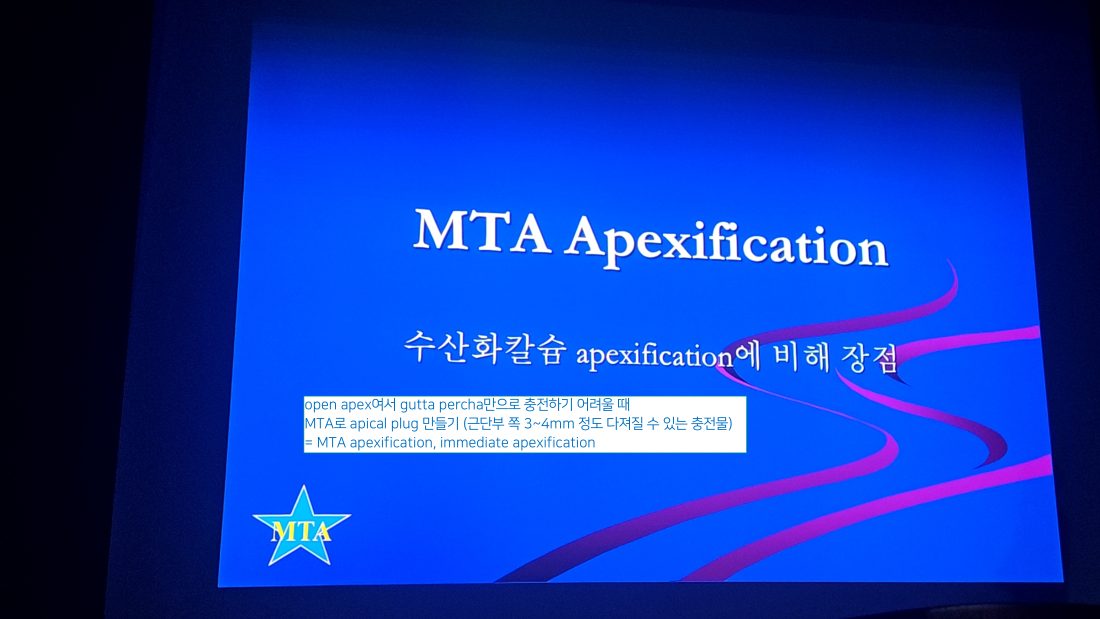 MTA Apexification
수산화칼슘 apexification에 비해 장점
open apex여서 gutta percha만으로 충전하기 어려울 때
MTA로 apical plug 만들기 (근단부 쪽 3~4mm 정도 다져질 수 있는 충전물)
= MTA apexification, immediate apexification
MTA